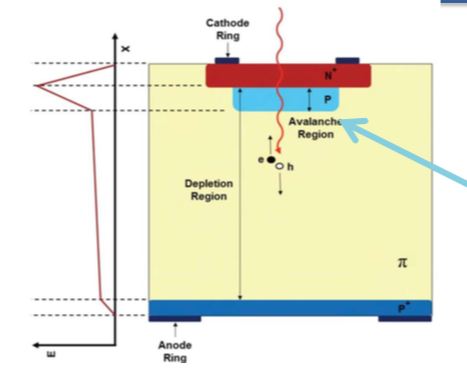 Cathode
Ring
x
N+
P
Avalanche
Region
e
h
Depletion
Region
π
P+
E
Anode
Ring